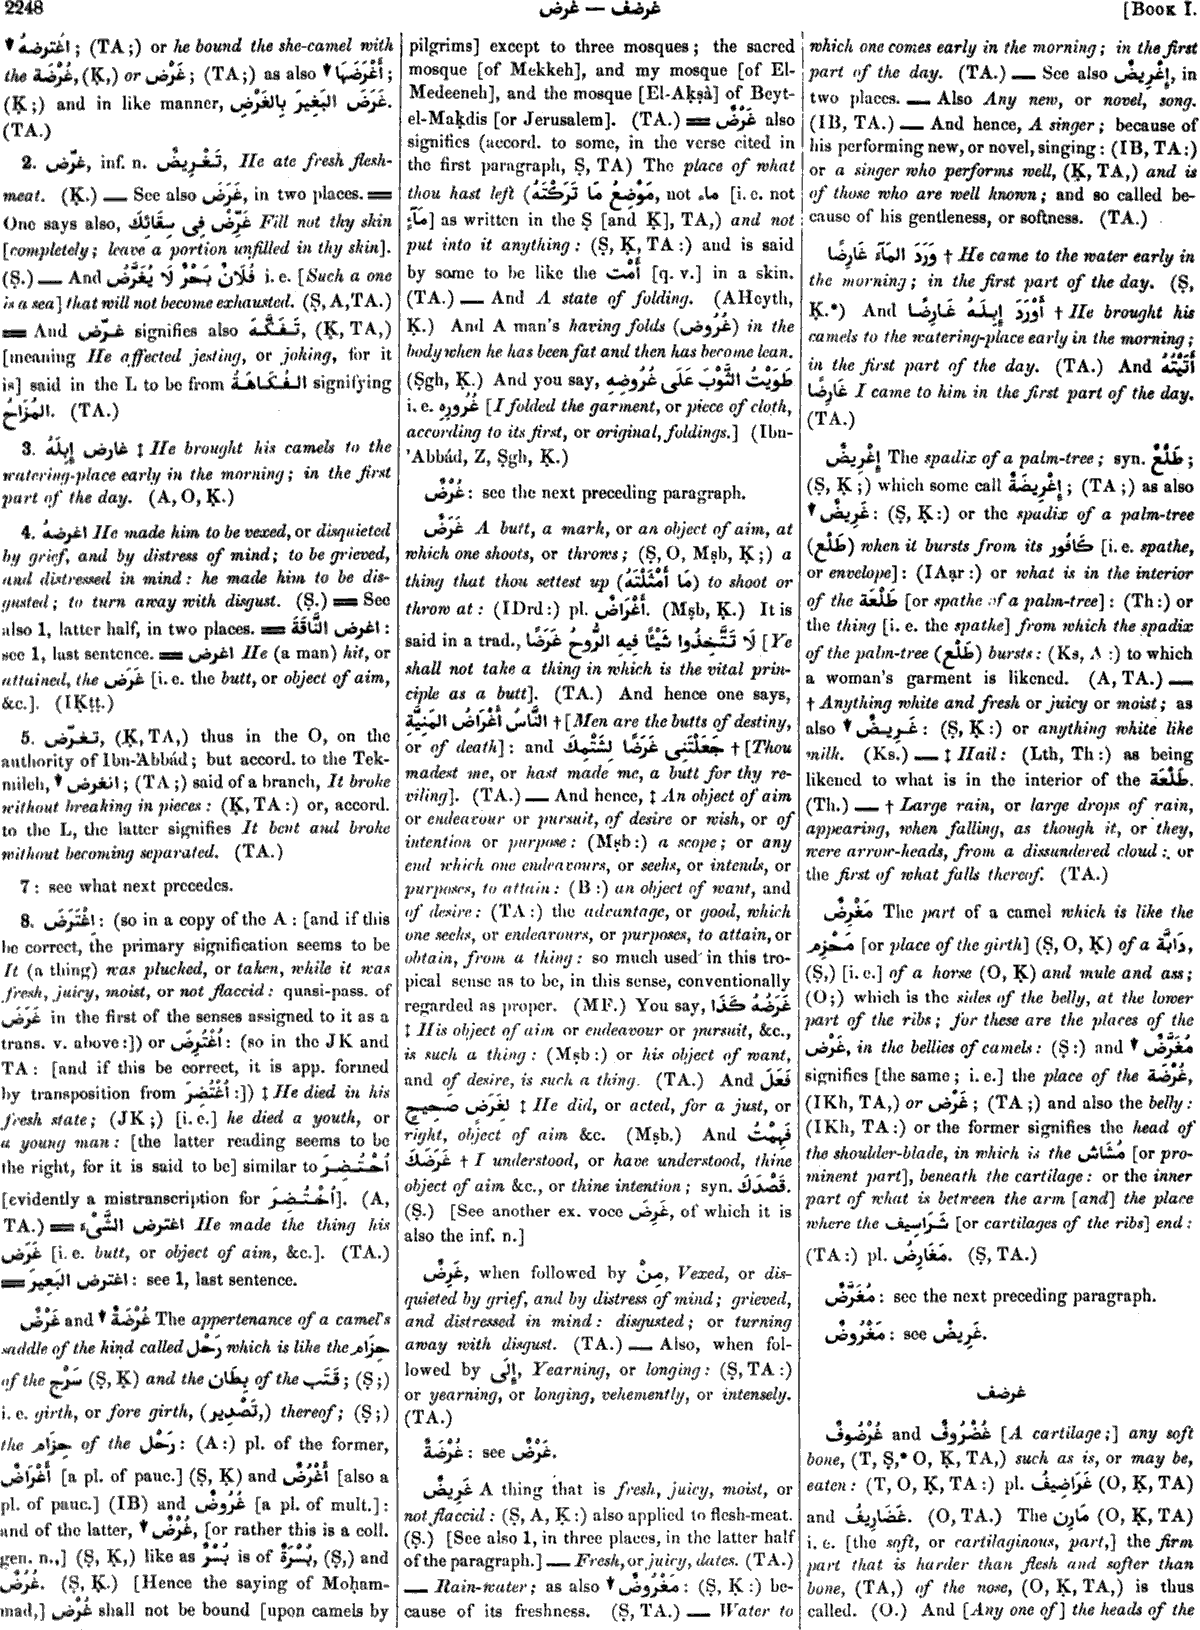 2248
غرض — غرضف
[BOOK I.
↑ اغترضهُ; (TA;) or he bound the she-camel with
the غُرْضَة, (Ḳ,) or غَرْض; (TA;) as also ↑ أَغْرَضَهَا;
(Ḳ;) and in like manner, غَرَضَ البَعِيرَ بِالغَرْضِ.
(TA.)
2. غرّض, inf. n. تَغْرِيضٌ, He ate fresh flesh-
meat. (Ḳ.) — See also غَرَضَ, in two places. ==
One says also, غَرِّضْ فِى سِقَائِكَ Fill not thy skin
[completely; leave a portion unfilled in thy skin].
(Ṣ.) — And فُلَانٌ بَحْرٌ لَا يُغَرَّضُ i. e. [Such a one
is a sea] that will not become exhausted. (Ṣ, A, TA.)
== And غرّض signifies also تَفَكَّهَ, (Ḳ, TA,)
[meaning He affected jesting, or joking, for it
is] said in the L to be from الفُكَاهَةُ signifying
المُزَاحُ. (TA.)
3. غارض إِبِلَهُ ‡ He brought his camels to the
watering-place early in the morning; in the first
part of the day. (A, O, Ḳ.)
4. اغرضهُ He made him to be vexed, or disquieted
by grief, and by distress of mind; to be grieved,
and distressed in mind: he made him to be dis-
gusted; to turn away with disgust. (Ṣ.) == See
also 1, latter half, in two places. == اغرض النَّاقَةَ:
see 1, last sentence. == اغرض He (a man) hit, or
attained, the غَرَض [i. e. the butt, or object of aim,
&c.]. (IḲṭṭ.)
5. تغرّض, (Ḳ, TA,) thus in the O, on the
authority of Ibn-'Abbád; but accord. to the Tek-
mileh, ↑ انغرض; (TA;) said of a branch, It broke
without breaking in pieces: (Ḳ, TA:) or, accord.
to the L, the latter signifies It bent and broke
without becoming separated. (TA.)
7: see what next precedes.
8. اِغْتَرَضَ: (so in a copy of the A: [and if this
be correct, the primary signification seems to be
It (a thing) was plucked, or taken, while it was
fresh, juicy, moist, or not flaccid: quasi-pass. of
غَرَضَ in the first of the senses assigned to it as a
trans. v. above:]) or اُغْتُرِضَ: (so in the JK and
TA: [and if this be correct, it is app. formed
by transposition from اُغْتُضِرَ:]) ‡ He died in his
fresh state; (JK;) [i. e.] he died a youth, or
a young man: [the latter reading seems to be
the right, for it is said to be] similar to اُحْتُضِرَ
[evidently a mistranscription for اُخْتُضِرَ]. (A,
TA.) == اغترض الشَّىْءَ He made the thing his
غَرَض [i. e. butt, or object of aim, &c.]. (TA.)
== اغترض البَعِيرَ: see 1, last sentence.
غَرْضٌ and ↑ غُرْضَةٌ The appertenance of a camel's
saddle of the kind called رَحْل which is like the حِزَام
of the سَرْج (Ṣ, Ḳ) and the بِطَان of the قَتَب; (Ṣ;)
i. e. girth, or fore girth, (تَصْدِير,) thereof; (Ṣ;)
the حِزَام of the رَحْل: (A:) pl. of the former,
أَغْرَاضٌ [a pl. of pauc.] (Ṣ, Ḳ) and أَغْرُضٌ [also a
pl. of pauc.] (IB) and غُرُوضٌ [a pl. of mult.]:
and of the latter, ↑ غُرْضٌ, [or rather this is a coll.
gen. n.,] (Ṣ, Ḳ,) like as بُسْرٌ is of بُسْرَةٌ, (Ṣ,) and
غُرُضٌ. (Ṣ, Ḳ.) [Hence the saying of Moḥam-
mad,] غُرْض shall not be bound [upon camels by
pilgrims] except to three mosques; the sacred
mosque [of Mekkeh], and my mosque [of El-
Medeeneh], and the mosque [El-Aḳṣà] of Beyt-
el-Maḳdis [or Jerusalem]. (TA.) == غَرْضٌ also
signifies (accord. to some, in the verse cited in
the first paragraph, Ṣ, TA) The place of what
thou hast left (مَوْضِعُ مَا تَرَكْتَهُ, not ماء [i. e. not
مَآءٍ] as written in the Ṣ [and Ḳ], TA,) and not
put into it anything: (Ṣ, Ḳ, TA:) and is said
by some to be like the أَمْت [q. v.] in a skin.
(TA.) — And A state of folding. (AHeyth,
Ḳ.) And A man's having folds (غُرُوض) in the
body when he has been fat and then has become lean.
(Ṣgh, Ḳ.) And you say, طَوَيْتُ الثَّوْبَ عَلَى غُرُوضِهِ
i. e. غُرُورِهِ [I folded the garment, or piece of cloth,
according to its first, or original, foldings.] (Ibn-
'Abbád, Z, Ṣgh, Ḳ.)
غُرْضٌ: see the next preceding paragraph.
غَرَضٌ A butt, a mark, or an object of aim, at
which one shoots, or throws; (Ṣ, O, Mṣb, Ḳ;) a
thing that thou settest up (مَا أَمْثَلْتَهُ) to shoot or
throw at: (IDrd:) pl. أَغْرَاضٌ. (Mṣb, Ḳ.) It is
said in a trad., لَا تَتَّخِذُوا شَيْئًا فِيهِ الرُّوحُ غَرَضًا [Ye
shall not take a thing in which is the vital prin-
ciple as a butt]. (TA.) And hence one says,
النَّاسُ أَغْرَاضُ المَنِيَّةِ † [Men are the butts of destiny,
or of death]: and جَعَلْتَنِى غَرَضًا لِشَتْمِكَ † [Thou
madest me, or hast made me, a butt for thy re-
viling]. (TA.) — And hence, ‡ An object of aim
or endeavour or pursuit, of desire or wish, or of
intention or purpose: (Mṣb:) a scope; or any
end which one endeavours, or seeks, or intends, or
purposes, to attain: (B:) an object of want, and
of desire: (TA:) the advantage, or good, which
one seeks, or endeavours, or purposes, to attain, or
obtain, from a thing: so much used in this tro-
pical sense as to be, in this sense, conventionally
regarded as proper. (MF.) You say, غَرَضُهُ كَذَا
‡ His object of aim or endeavour or pursuit, &c.,
is such a thing: (Mṣb:) or his object of want,
and of desire, is such a thing. (TA.) And فَعَلَ
لِغَرَضٍ صَحِيحٍ ‡ He did, or acted, for a just, or
right, object of aim &c. (Mṣb.) And فَهِمْتُ
غَرَضَكَ † I understood, or have understood, thine
object of aim &c., or thine intention; syn. قَصْدَكَ.
(Ṣ.) [See another ex. voce غَرِضَ, of which it is
also the inf. n.]
غَرِضٌ, when followed by مِنْ, Vexed, or dis-
quieted by grief, and by distress of mind; grieved,
and distressed in mind: disgusted; or turning
away with disgust. (TA.) — Also, when fol-
lowed by إِلَى, Yearning, or longing: (Ṣ, TA:)
or yearning, or longing, vehemently, or intensely.
(TA.)
غُرْضَةٌ: see غَرْضٌ.
غَرِيضٌ A thing that is fresh, juicy, moist, or
not flaccid: (Ṣ, A, Ḳ:) also applied to flesh-meat.
(Ṣ.) [See also 1, in three places, in the latter half
of the paragraph.] — Fresh, or juicy, dates. (TA.)
— Rain-water; as also ↑ مَغْرُوضٌ: (Ṣ, Ḳ:) be-
cause of its freshness. (Ṣ, TA.) — Water to
which one comes early in the morning; in the first
part of the day. (TA.) — See also إِغْرِيضٌ, in
two places. — Also Any new, or novel, song.
(IB, TA.) — And hence, A singer; because of
his performing new, or novel, singing: (IB, TA:)
or a singer who performs well, (Ḳ, TA,) and is
of those who are well known; and so called be-
cause of his gentleness, or softness. (TA.)
وَرَدَ المَآءَ غَارِضًا † He came to the water early in
the morning; in the first part of the day. (Ṣ,
Ḳ.*) And أَوْرَدَ إِبِلَهُ غَارِضًا † He brought his
camels to the watering-place early in the morning;
in the first part of the day. (TA.) And أَتَيْتُهُ
غَارِضًا I came to him in the first part of the day.
(TA.)
إِغْرِيضٌ The spadix of a palm-tree; syn. طَلْعٌ;
(Ṣ, Ḳ;) which some call إِغْرِيضَةٌ; (TA;) as also
↑ غَرِيضٌ: (Ṣ, Ḳ:) or the spadix of a palm-tree
(طَلْع) when it bursts from its كَافُور [i. e. spathe,
or envelope]: (IAạr:) or what is in the interior
of the طَلْعَة [or spathe of a palm-tree]: (Th:) or
the thing [i. e. the spathe] from which the spadix
of the palm-tree (طَلْع) bursts: (Ks, A:) to which
a woman's garment is likened. (A, TA.) —
† Anything white and fresh or juicy or moist; as
also ↑ غَرِيضٌ: (Ṣ, Ḳ:) or anything white like
milk. (Ks.) — ‡ Hail: (Lth, Th:) as being
likened to what is in the interior of the طَلْعَة.
(Th.) — † Large rain, or large drops of rain,
appearing, when falling, as though it, or they,
were arrow-heads, from a dissundered cloud: or
the first of what falls thereof. (TA.)
مَغْرِضٌ The part of a camel which is like the
مَحْزِم [or place of the girth] (Ṣ, O, Ḳ) of a دَابَّة,
(Ṣ,) [i. e.] of a horse (O, Ḳ) and mule and ass;
(O;) which is the sides of the belly, at the lower
part of the ribs; for these are the places of the
غَرْض, in the bellies of camels: (Ṣ:) and ↑ مُغَرَّضٌ
signifies [the same; i. e.] the place of the غُرْضَة,
(IKh, TA,) or غَرْض; (TA;) and also the belly:
(IKh, TA:) or the former signifies the head of
the shoulder-blade, in which is the مُشَاش [or pro-
minent part], beneath the cartilage: or the inner
part of what is between the arm [and] the place
where the شَرَاسِيف [or cartilages of the ribs] end:
(TA:) pl. مَغَارِضُ. (Ṣ, TA.)
مُغَرَّضٌ: see the next preceding paragraph.
مَغْرُوضٌ: see غَرِيضٌ.
غرضف
غُرْضُوفٌ and غُضْرُوفٌ [A cartilage;] any soft
bone, (T, Ṣ,* O, Ḳ, TA,) such as is, or may be,
eaten: (T, O, Ḳ, TA:) pl. غَرَاضِيفُ (O, Ḳ, TA)
and غَضَارِيفُ. (O, TA.) The مَارِن (O, Ḳ, TA)
i. e. [the soft, or cartilaginous, part,] the firm
part that is harder than flesh and softer than
bone, (TA,) of the nose, (O, Ḳ, TA,) is thus
called. (O.) And [Any one of] the heads of the